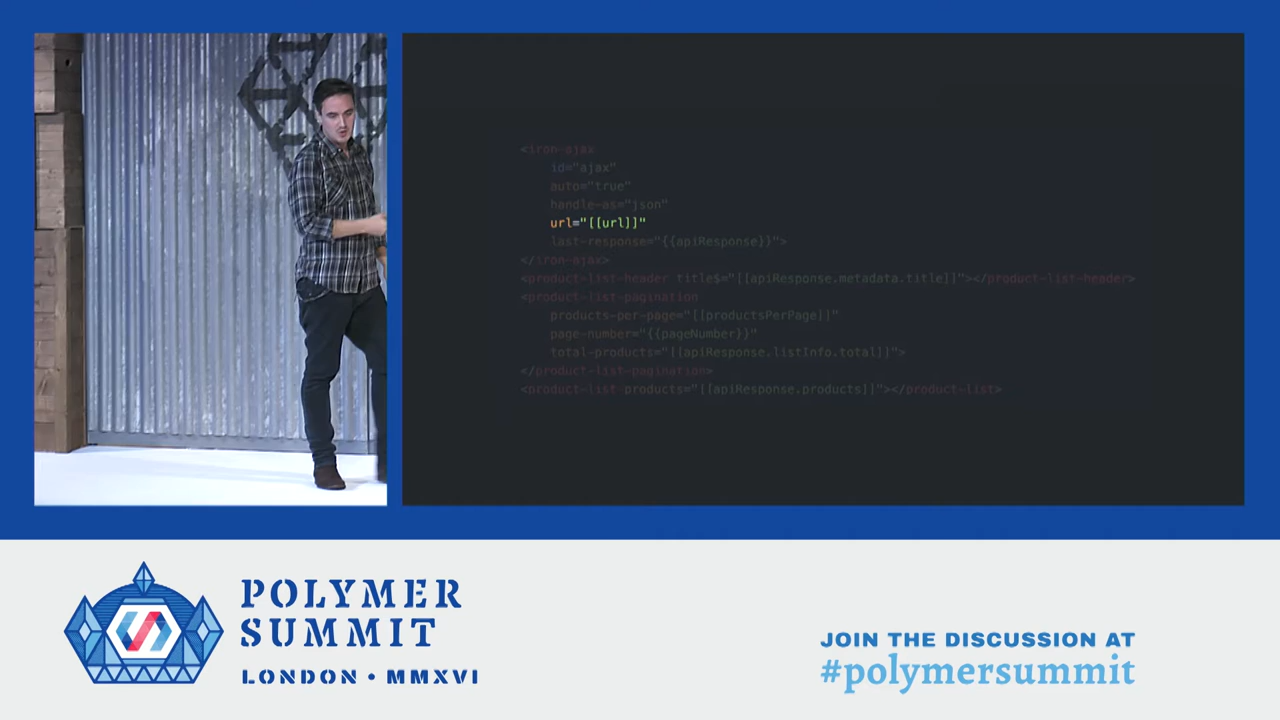 <iron-ajax
id="ajax"
auto="true"
handle-as="json"
url="[[url]]"
last-response="{{apiResponse}}">
</iron-ajax>
<product-list-header title$="[[apiResponse.metadata.title]]"></product-list-header>
<product-list-pagination
products-per-page="[[productsPerPage]]"
page-number="{{pageNumber}}"
total-products="[[apiResponse.listInfo.total]]">
</product-list-pagination>
<product-list products="[[apiResponse.products]]"></product-list>
POLYMER
SUMMIT
LONDON • MMXVI
JOIN THE DISCUSSION AT
#polymersummit